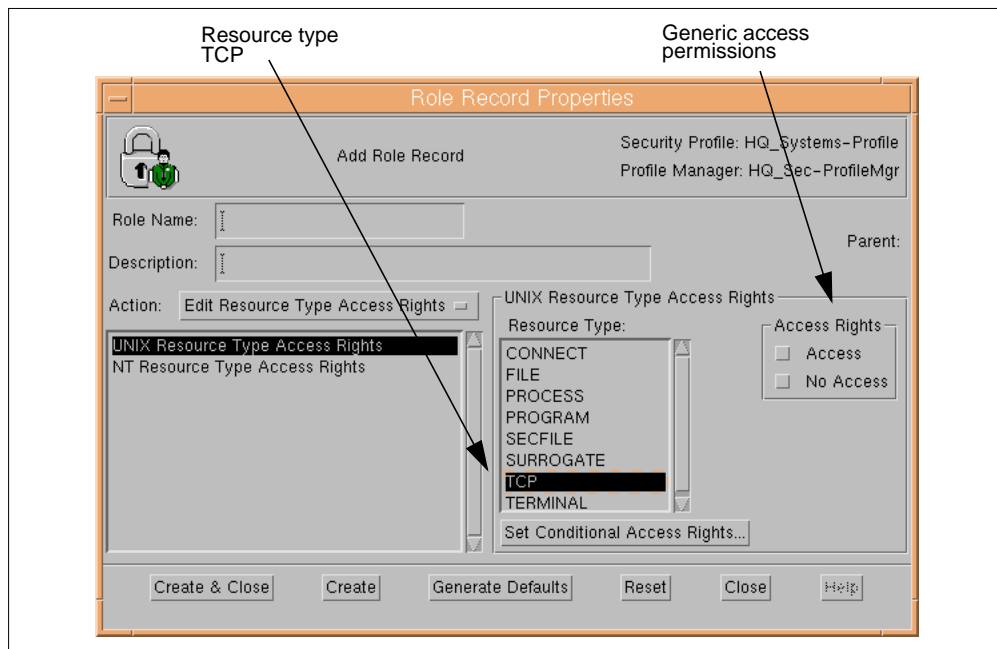 Resource type
TCP
Generic access
permissions
Role Record Properties
Add Role Record
Security Profile: HQ_Systems-Profile
Profile Manager: HQ_Sec-ProfileMgr
Role Name:
Parent:
Description:
Action: Edit Resource Type Access Rights
UNIX Resource Type Access Rights
NT Resource Type Access Rights
UNIX Resource Type Access Rights
Resource Type:
CONNECT
FILE
PROCESS
PROGRAM
SECFILE
SURROGATE
TCP
TERMINAL
Set Conditional Access Rights...
Access Rights
Access
No Access
Create & Close Create Generate Defaults Reset Close Help